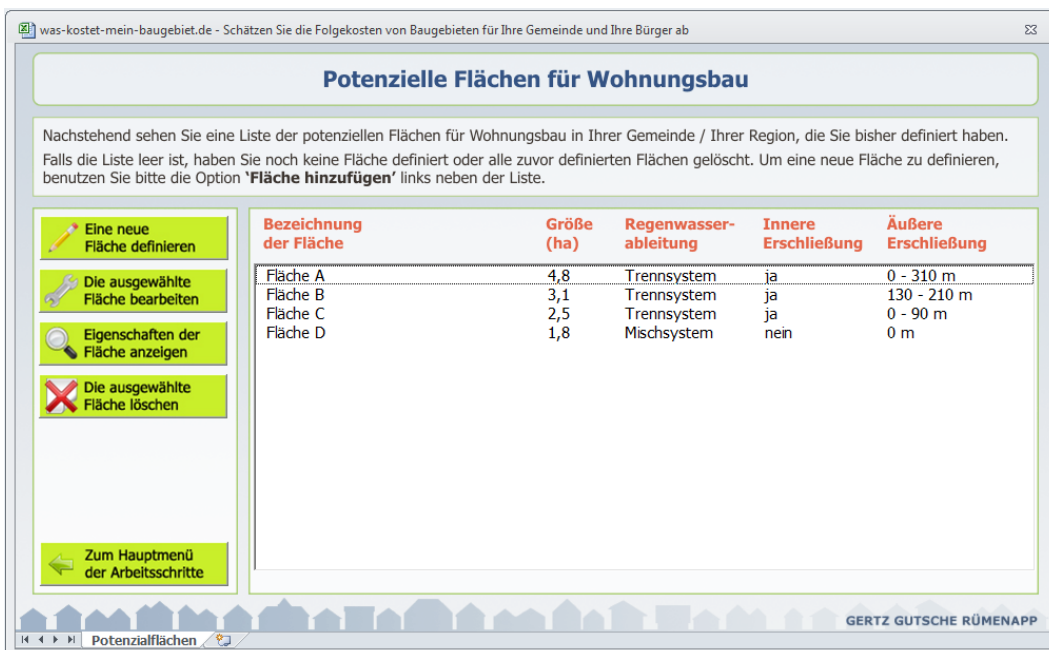 was-kostet-mein-baugebiet.de - Schätzen Sie die Folgekosten von Baugebieten für Ihre Gemeinde und Ihre Bürger ab
Potenzielle Flächen für Wohnungsbau
Nachstehend sehen Sie eine Liste der potenziellen Flächen für Wohnungsbau in Ihrer Gemeinde / Ihrer Region, die Sie bisher definiert haben.
Falls die Liste leer ist, haben Sie noch keine Fläche definiert oder alle zuvor definierten Flächen gelöscht. Um eine neue Fläche zu definieren,
benutzen Sie bitte die Option ‘Fläche hinzufügen’ links neben der Liste.
Eine neue
Fläche definieren
Die ausgewählte
Fläche bearbeiten
Eigenschaften der
Fläche anzeigen
Die ausgewählte
Fläche löschen
Zum Hauptmenü
der Arbeitsschritte
Bezeichnung Größe Regenwasser- Innere Äußere
der Fläche (ha) ableitung Erschließung Erschließung
Fläche A 4,8 Trennsystem ja 0 - 310 m
Fläche B 3,1 Trennsystem ja 130 - 210 m
Fläche C 2,5 Trennsystem ja 0 - 90 m
Fläche D 1,8 Mischsystem nein 0 m
GERTZ GUTSCHE RÜMENAPP
Potenzialflächen